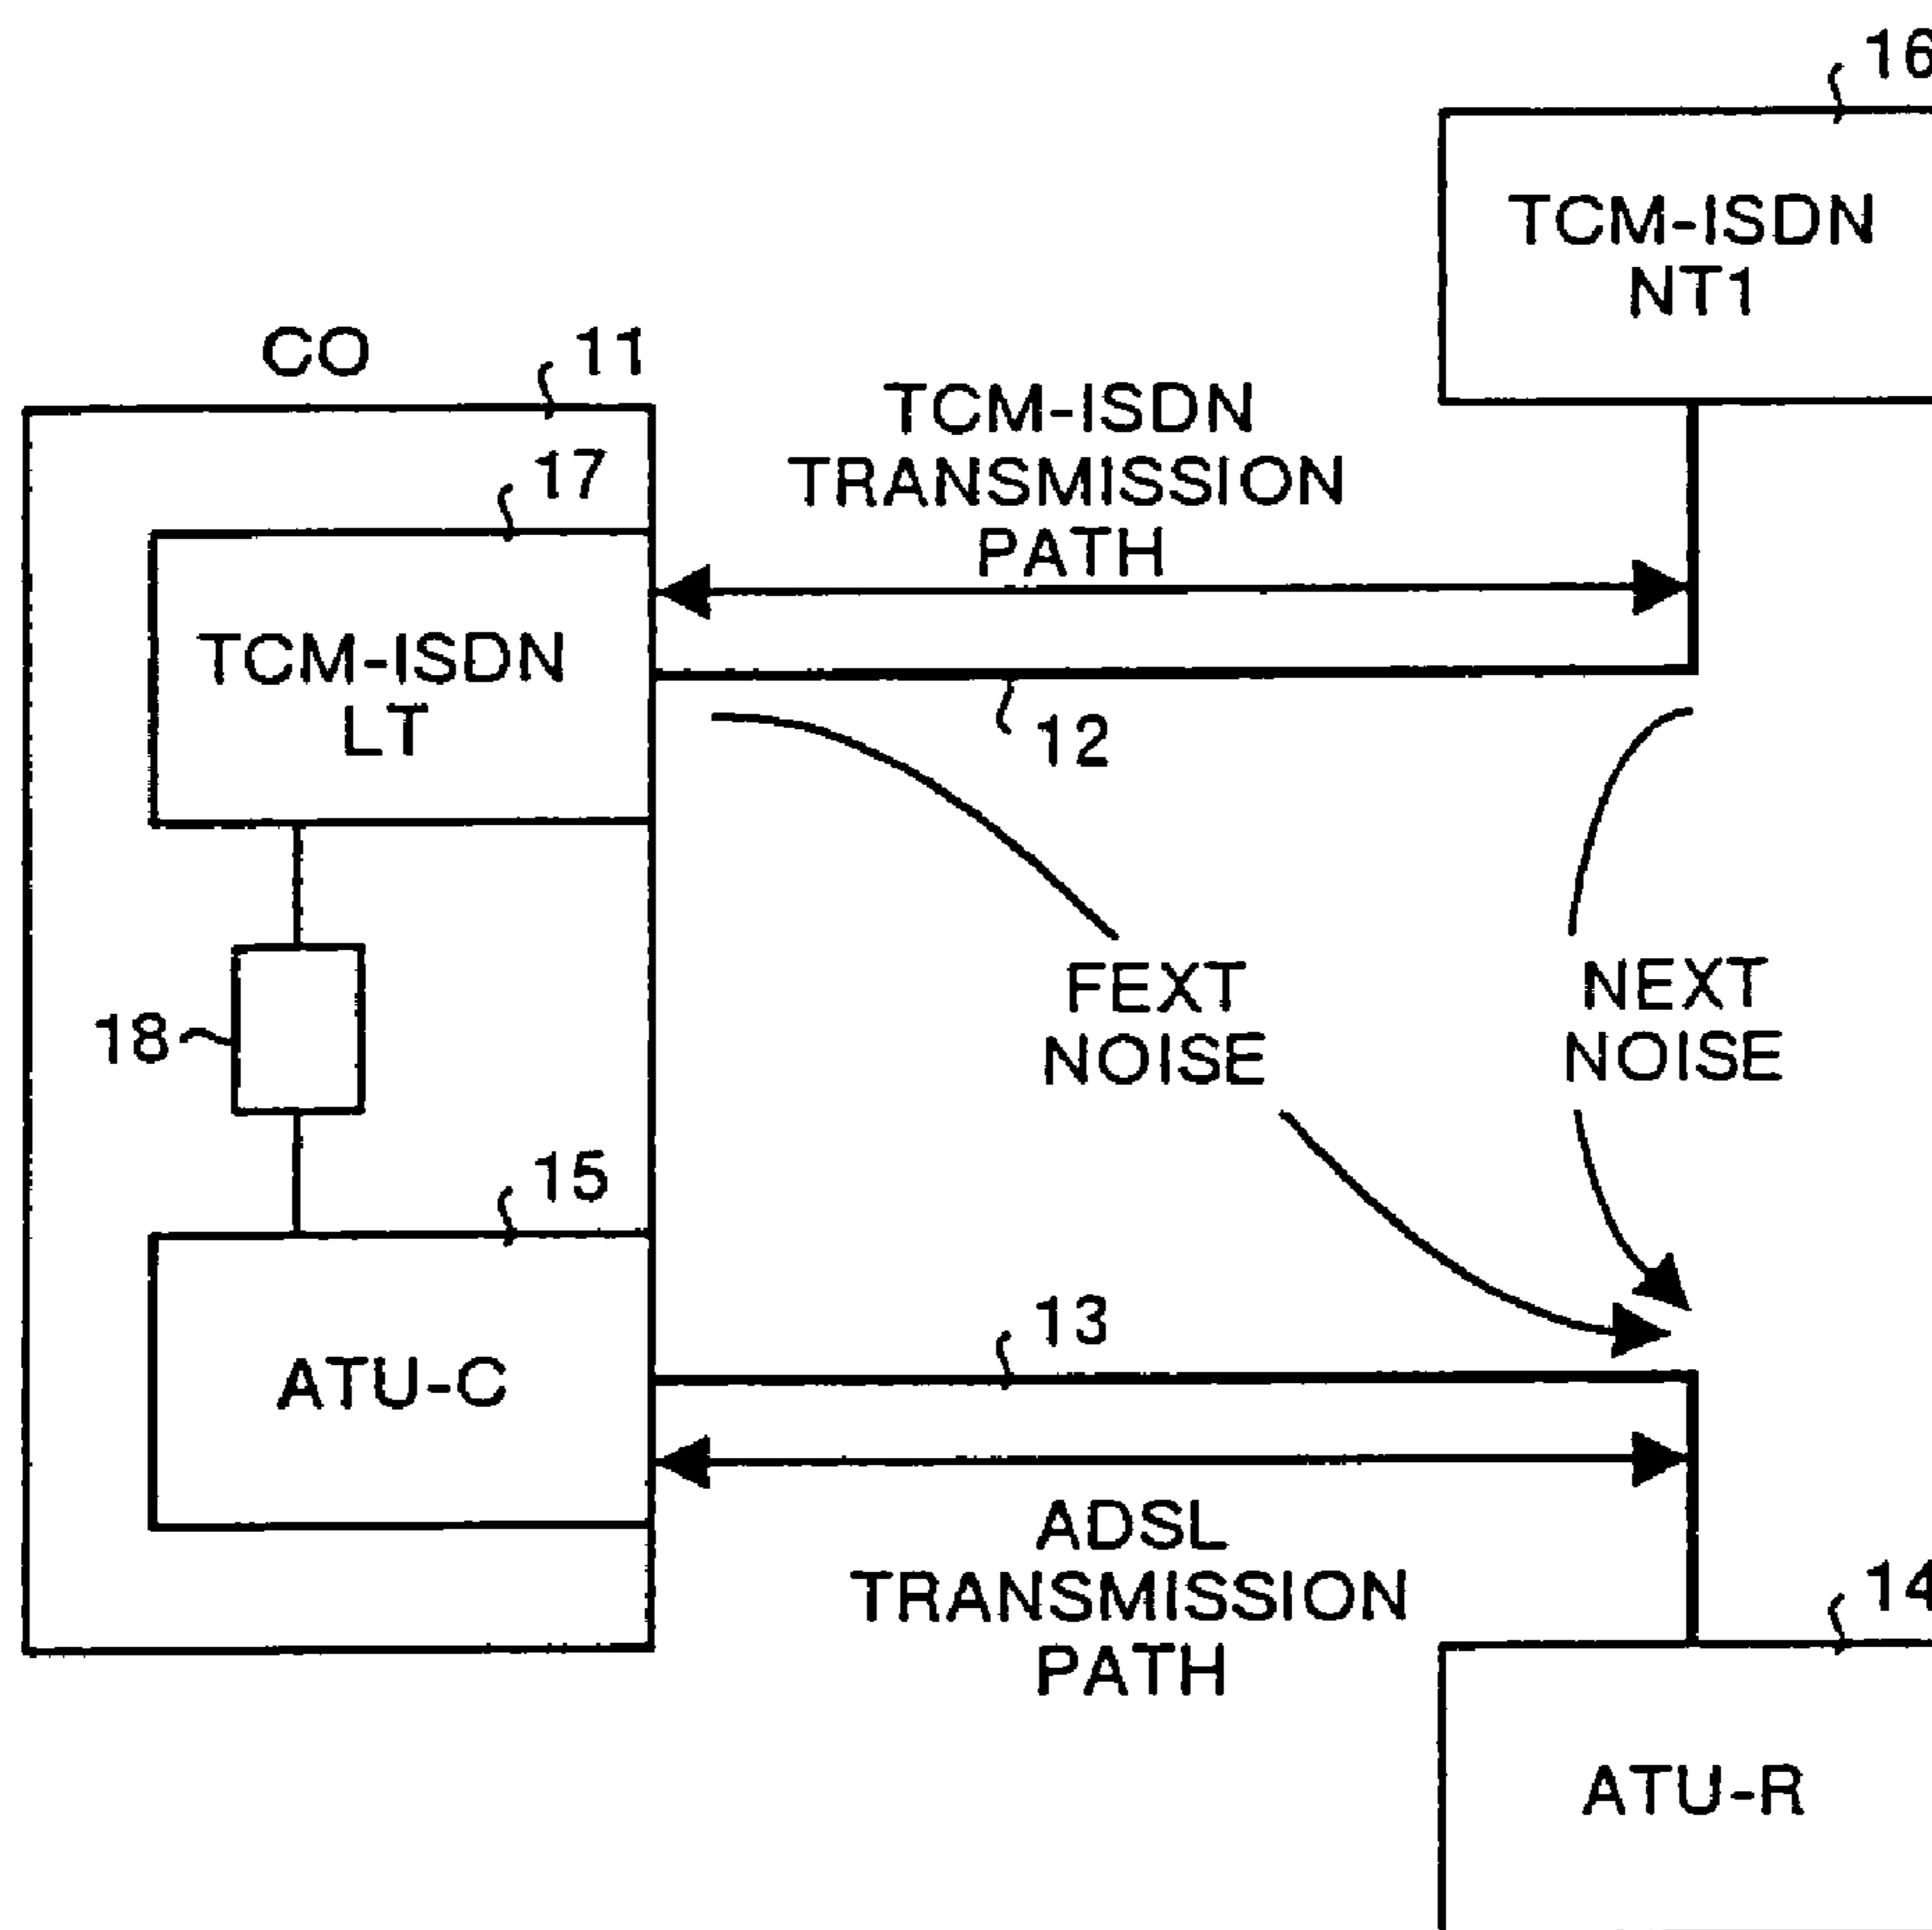 16
TCM-ISDN
NT1
CO
11
TCM-ISDN
TRANSMISSION
PATH
17
TCM-ISDN
LT
12
FEXT
NOISE
NEXT
NOISE
18
15
13
ATU-C
ADSL
TRANSMISSION
PATH
14
ATU-R